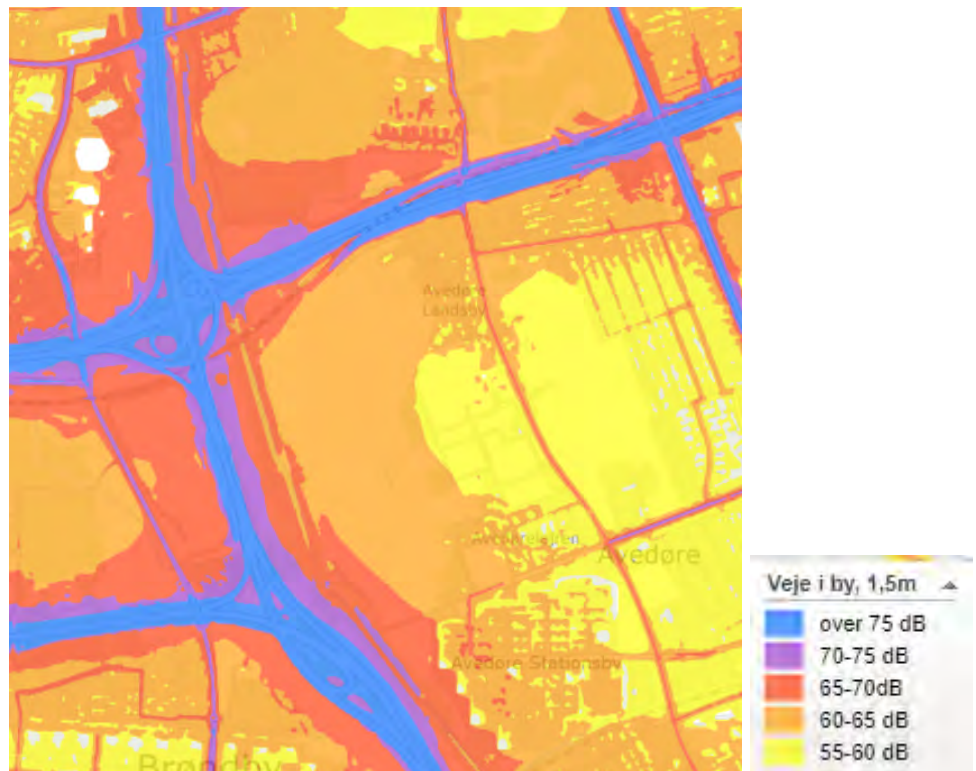 Avedøre
Landsby
Avedøre
Avedøre Stationsby
Brøndby
Veje i by, 1,5m
over 75 dB
70-75 dB
65-70dB
60-65 dB
55-60 dB